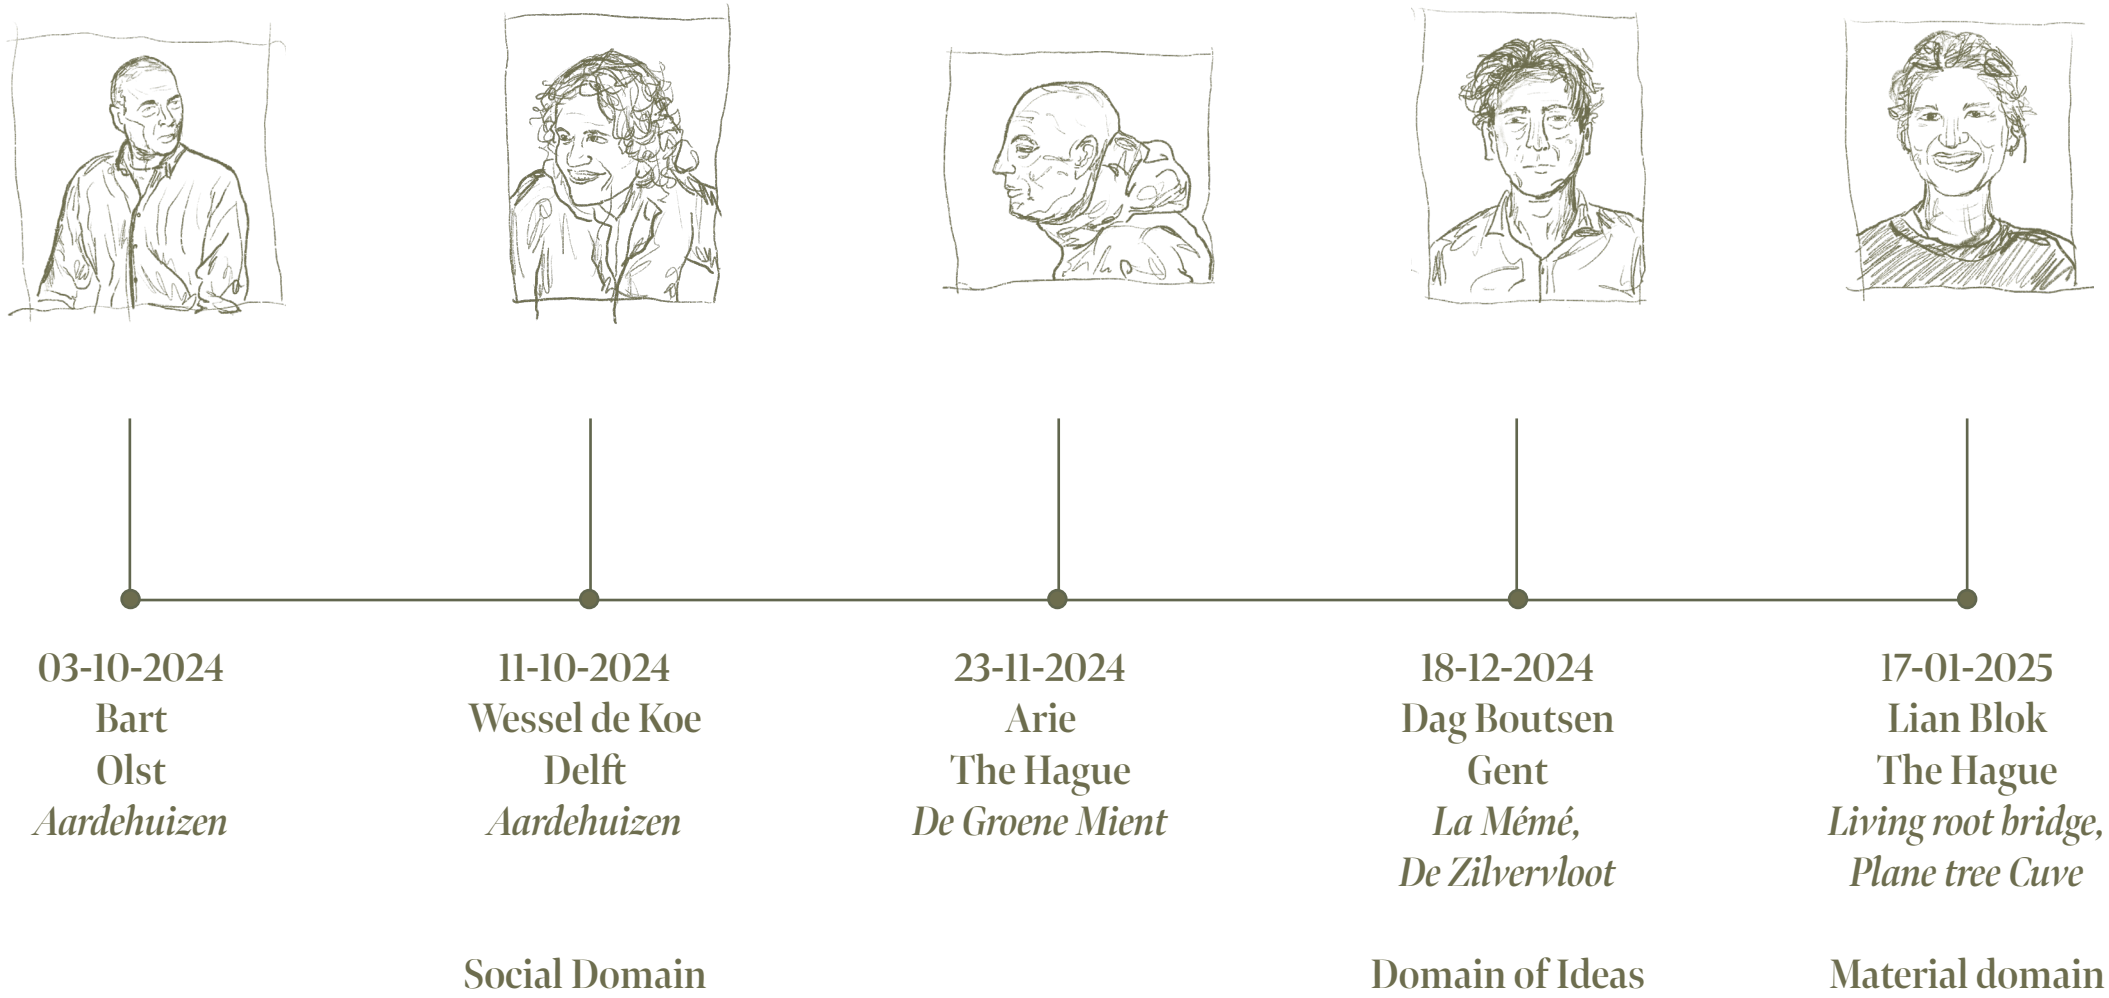 03-10-2024
Bart
Olst
Aardehuizen
11-10-2024
Wessel de Koe
Delft
Aardehuizen
23-11-2024
Arie
The Hague
De Groene Mient
18-12-2024
Dag Boutsen
Gent
La Mémé,
De Zilvervloot
17-01-2025
Lian Blok
The Hague
Living root bridge,
Plane tree Cuve
Social Domain
Domain of Ideas
Material domain